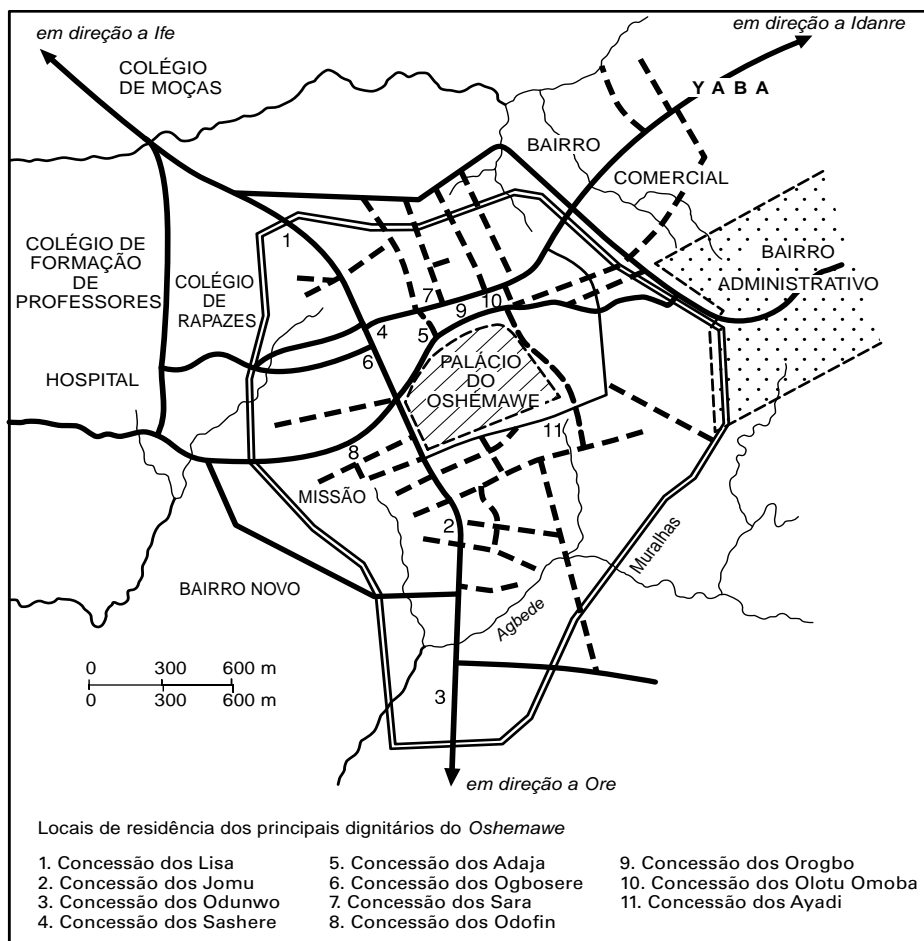 em direção a Ife
em direção a Idanre
COLÉGIO
DE MOÇAS
YABA
BAIRRO
COMERCIAL
1
COLÉGIO DE
FORMAÇÃO
DE
PROFESSORES
COLÉGIO
DE
RAPAZES
BAIRRO
ADMINISTRATIVO
7
10
9
4
5
6
PALÁCIO
DO
OSHEMAWE
HOSPITAL
11
8
MISSÃO
2
Muralhas
BAIRRO NOVO
Agbede
0 300 600 m
0 300 600 m
3
em direção a Ore
Locais de residência dos principais dignitários do Oshemawe
1. Concessão dos Lisa
2. Concessão dos Jomu
3. Concessão dos Odunwo
4. Concessão dos Sashere
5. Concessão dos Adaja
6. Concessão dos Ogbosere
7. Concessão dos Sara
8. Concessão dos Odofin
9. Concessão dos Orogbo
10. Concessão dos Olotu Omoba
11. Concessão dos Ayadi